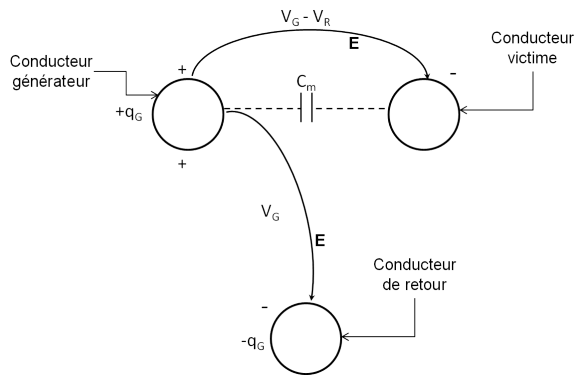 V_G - V_R
E
Conducteur
victime
Conducteur
générateur
+
-
C_m
+q_G
+
V_G
E
Conducteur
de retour
-
-q_G